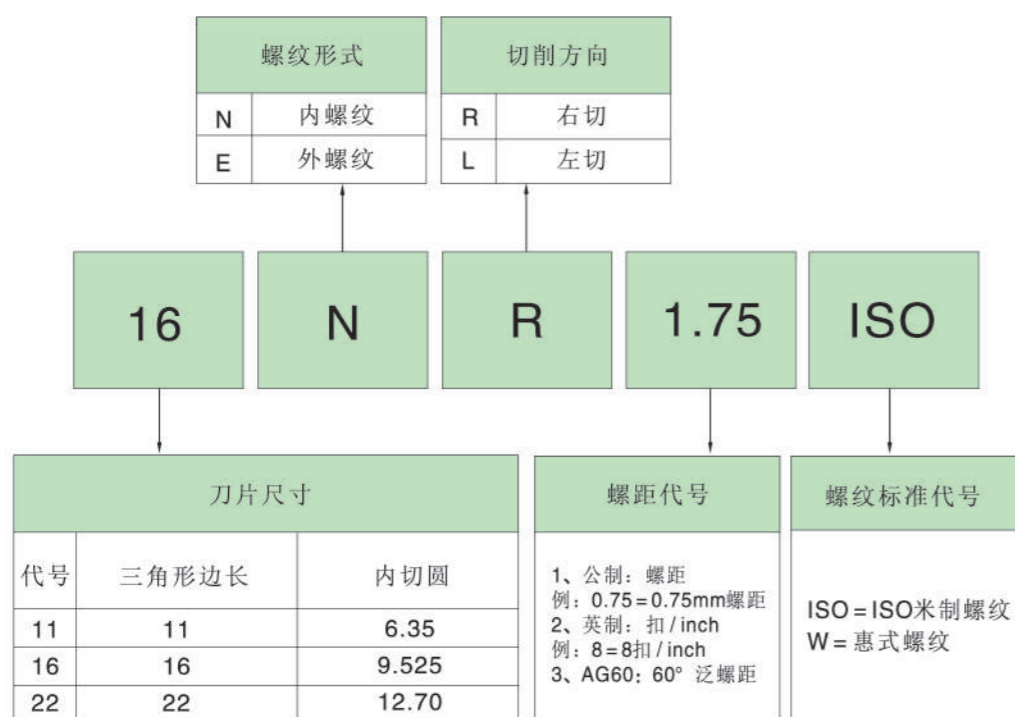 螺纹形式
N 内螺纹
E 外螺纹
切削方向
R 右切
L 左切
16 N R 1.75 ISO
刀片尺寸
代号 三角形边长 内切圆
11 11 6.35
16 16 9.525
22 22 12.70
螺距代号
1、公制：螺距
例：0.75=0.75mm螺距
2、英制：扣/inch
例：8=8扣/inch
3、AG60：60° 泛螺距
螺纹标准代号
ISO=ISO米制螺纹
W=惠式螺纹